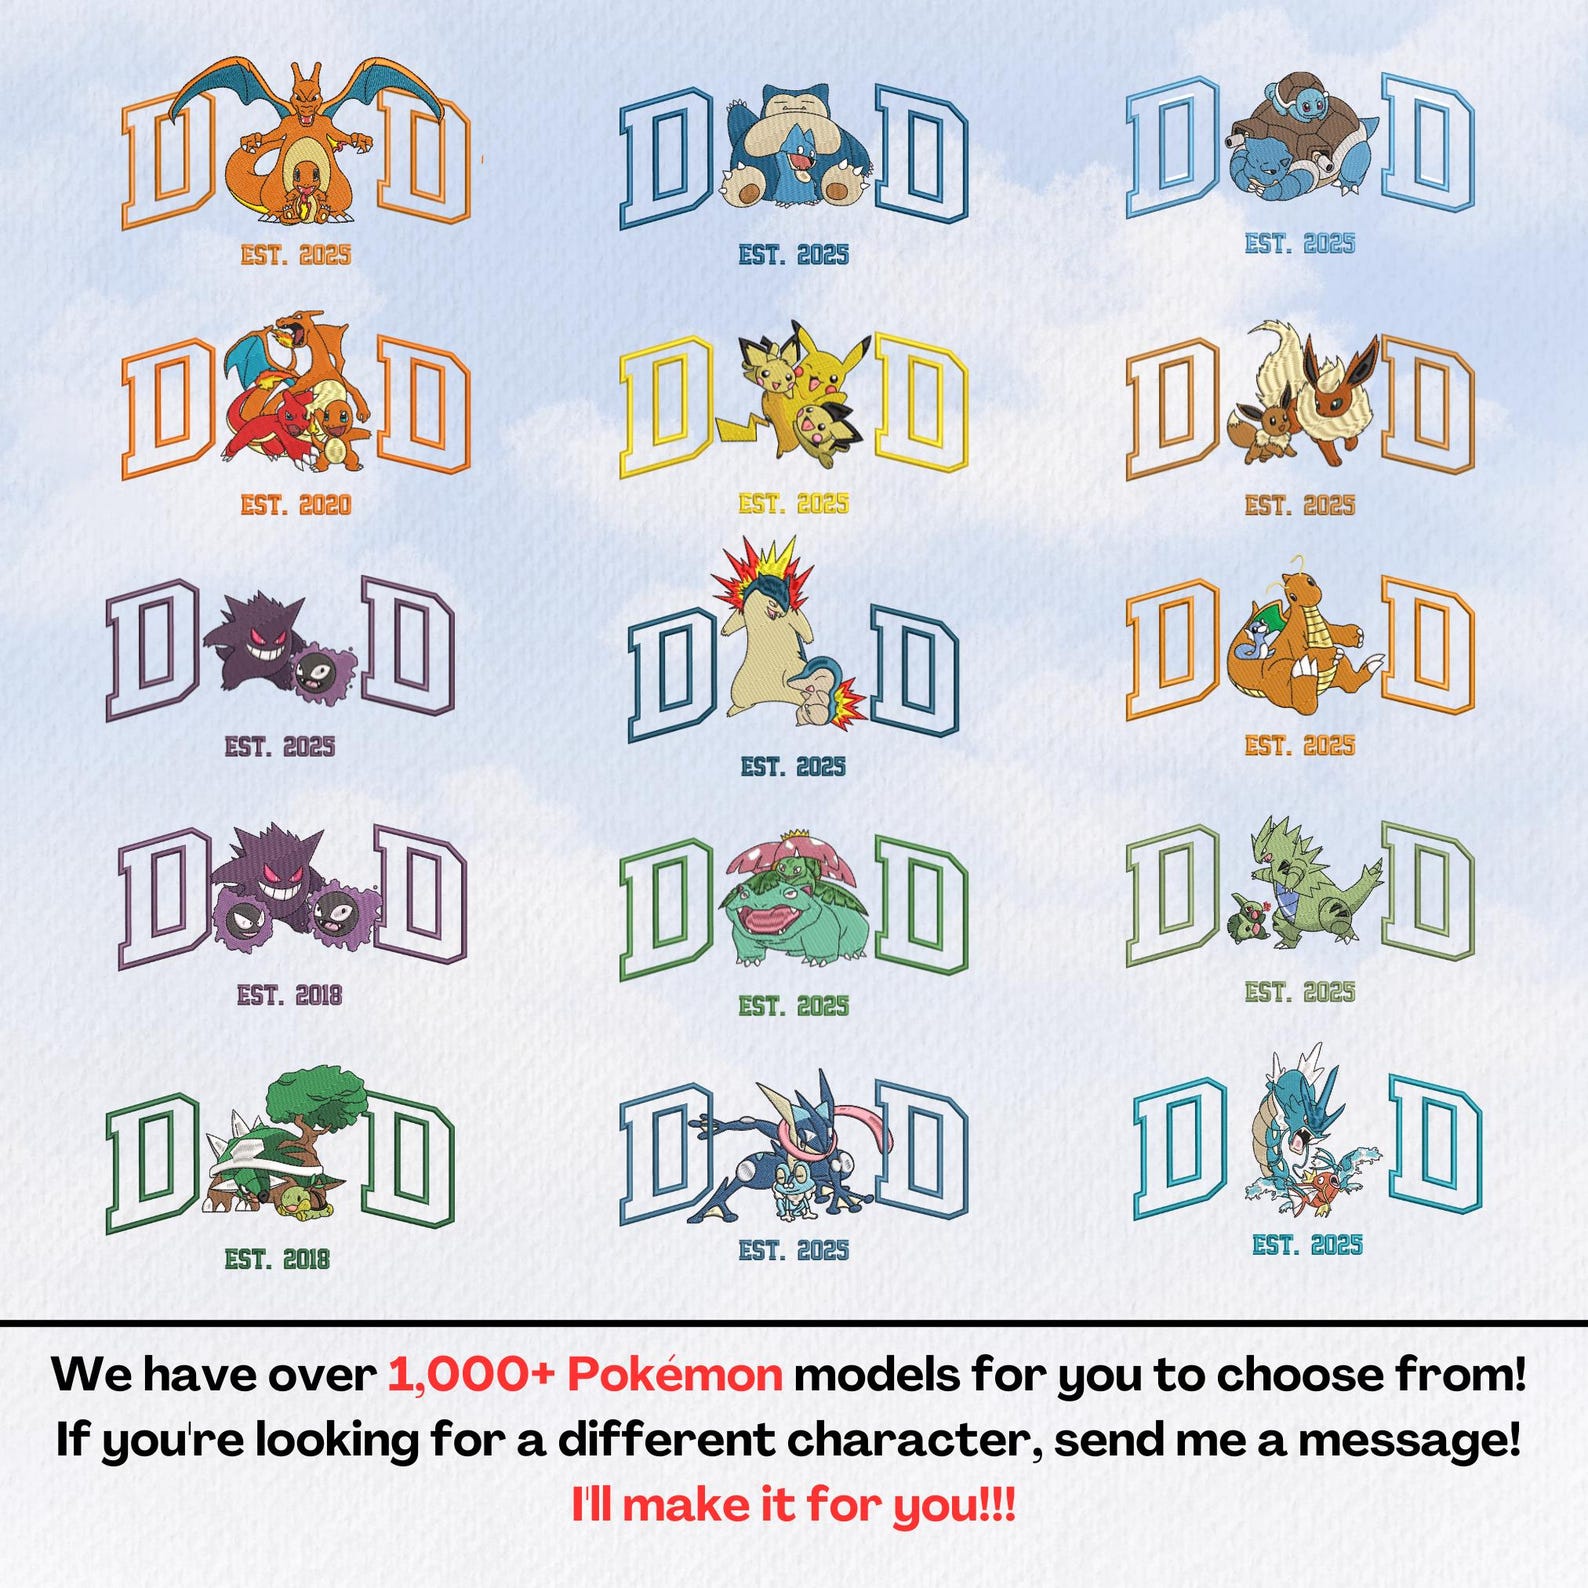 D D D D D D
EST. 2025 EST. 2025 EST. 2025
D D D D D D
EST. 2020 EST. 2025 EST. 2025
D D D D D D
EST. 2025 EST. 2025 EST. 2025
D D D D D D
EST. 2018 EST. 2025 EST. 2025
D D D D D D
EST. 2018 EST. 2025 EST. 2025
We have over 1,000+ Pokémon models for you to choose from!
If you're looking for a different character, send me a message!
I'll make it for you!!!